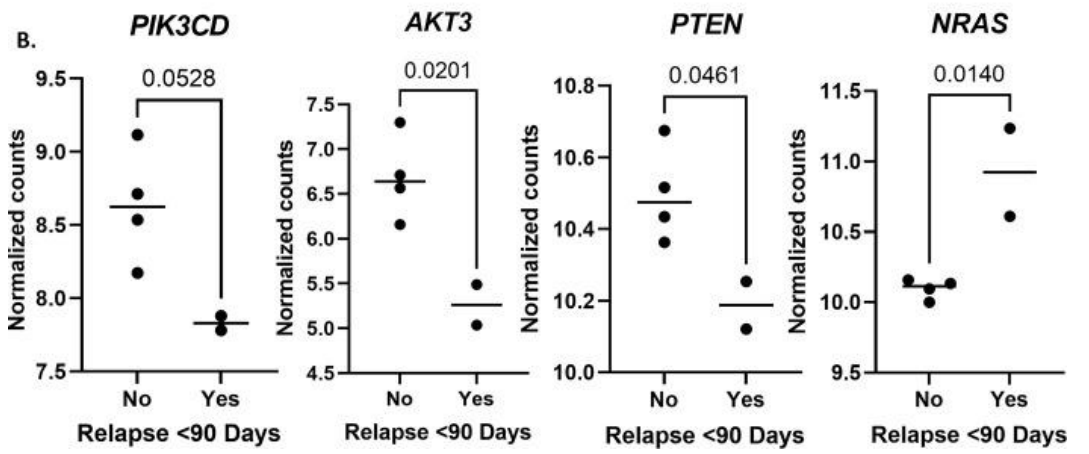 B.
PIK3CD
0.0528
Normalized counts
9.5
9.0
8.5
8.0
7.5
No Yes
Relapse <90 Days
AKT3
0.0201
Normalized counts
7.5
7.0
6.5
6.0
5.5
5.0
4.5
No Yes
Relapse <90 Days
PTEN
0.0461
Normalized counts
10.8
10.6
10.4
10.2
10.0
No Yes
Relapse <90 Days
NRAS
0.0140
Normalized counts
11.5
11.0
10.5
10.0
9.5
No Yes
Relapse <90 Days